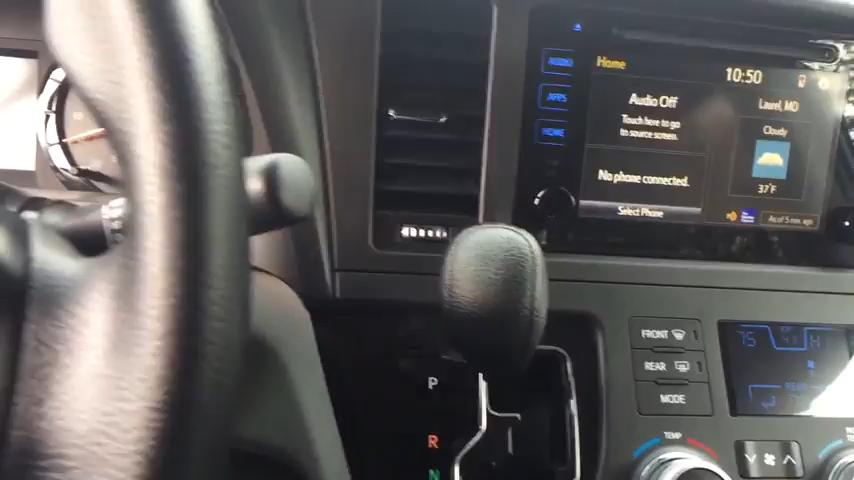 AUDIO
Home
10:50
Audio Off
Laurel, MD
APPS
Touch here to go
to source screen
Cloudy
HOME
No phone connected
37°F
Select Phone
As of 5 min ago
FRONT
REAR
MODE
75
P
R
N
TEMP